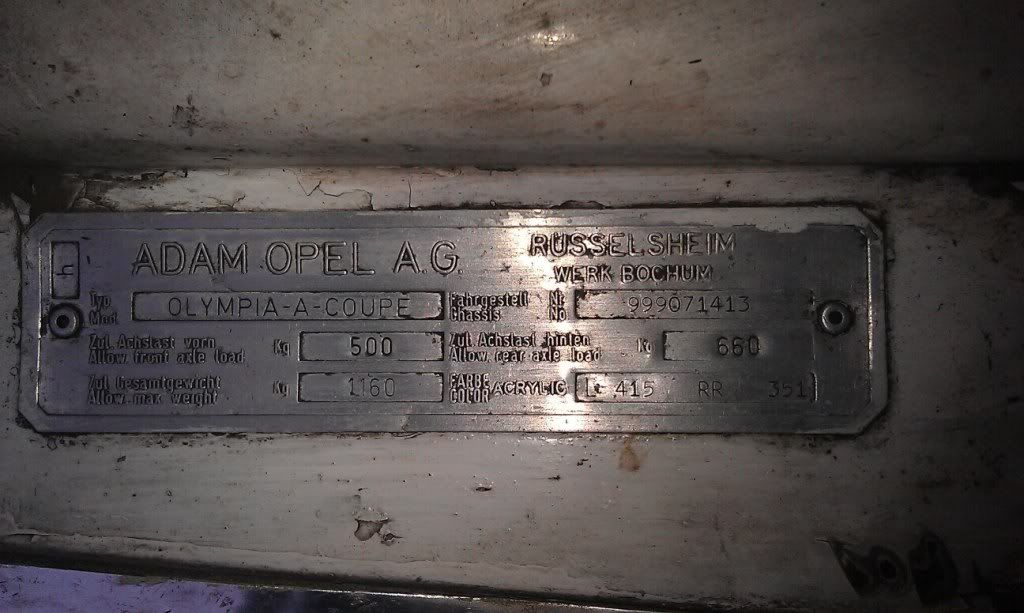 h
ADAM OPEL A.G. RÜSSELSHEIM
WERK BOCHUM
Typ OLYMPIA-A-COUPE Fahrgestell Nr 999071413
Mod. Chassis No
Zul. Achslast vorn Kg 500 Zul. Achslast hinten Kg 660
Allow. front axle load Allow. rear axle load
Zul. Gesamtgewicht Kg 1160 FARBE ACRYLIC L 415 RR 351
Allow. max weight COLOR